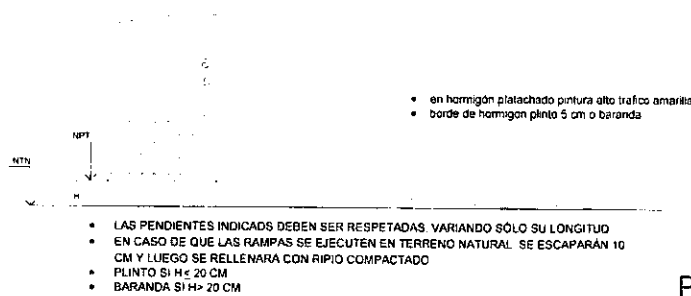 • en hormigón platachado pintura alto trafico amarilla
• borde de hormigon plinto 5 cm o baranda
NPT
NTN
H
• LAS PENDIENTES INDICADS DEBEN SER RESPETADAS. VARIANDO SÓLO SU LONGITUD
• EN CASO DE QUE LAS RAMPAS SE EJECUTEN EN TERRENO NATURAL SE ESCAPARÁN 10
CM Y LUEGO SE RELLENARA CON RIPIO COMPACTADO
• PLINTO SI H≤ 20 CM
• BARANDA SI H> 20 CM